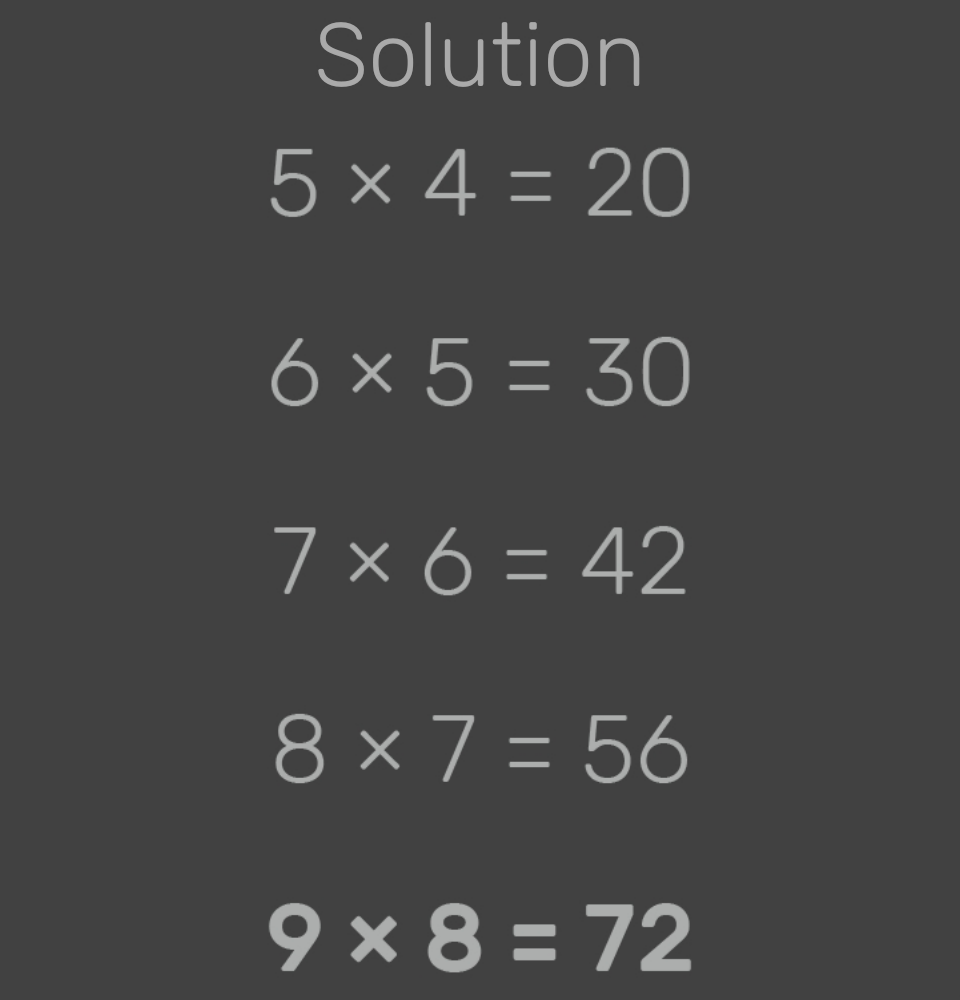 Solution
5 × 4 = 20
6 × 5 = 30
7 × 6 = 42
8 × 7 = 56
9 × 8 = 72